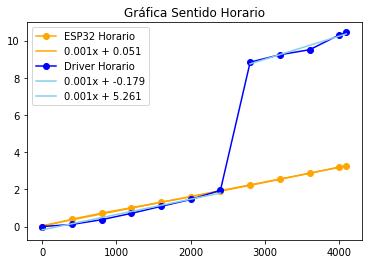 Gráfica Sentido Horario
ESP32 Horario
0.001x + 0.051
Driver Horario
0.001x + -0.179
0.001x + 5.261
10
8
6
4
2
0
0 1000 2000 3000 4000